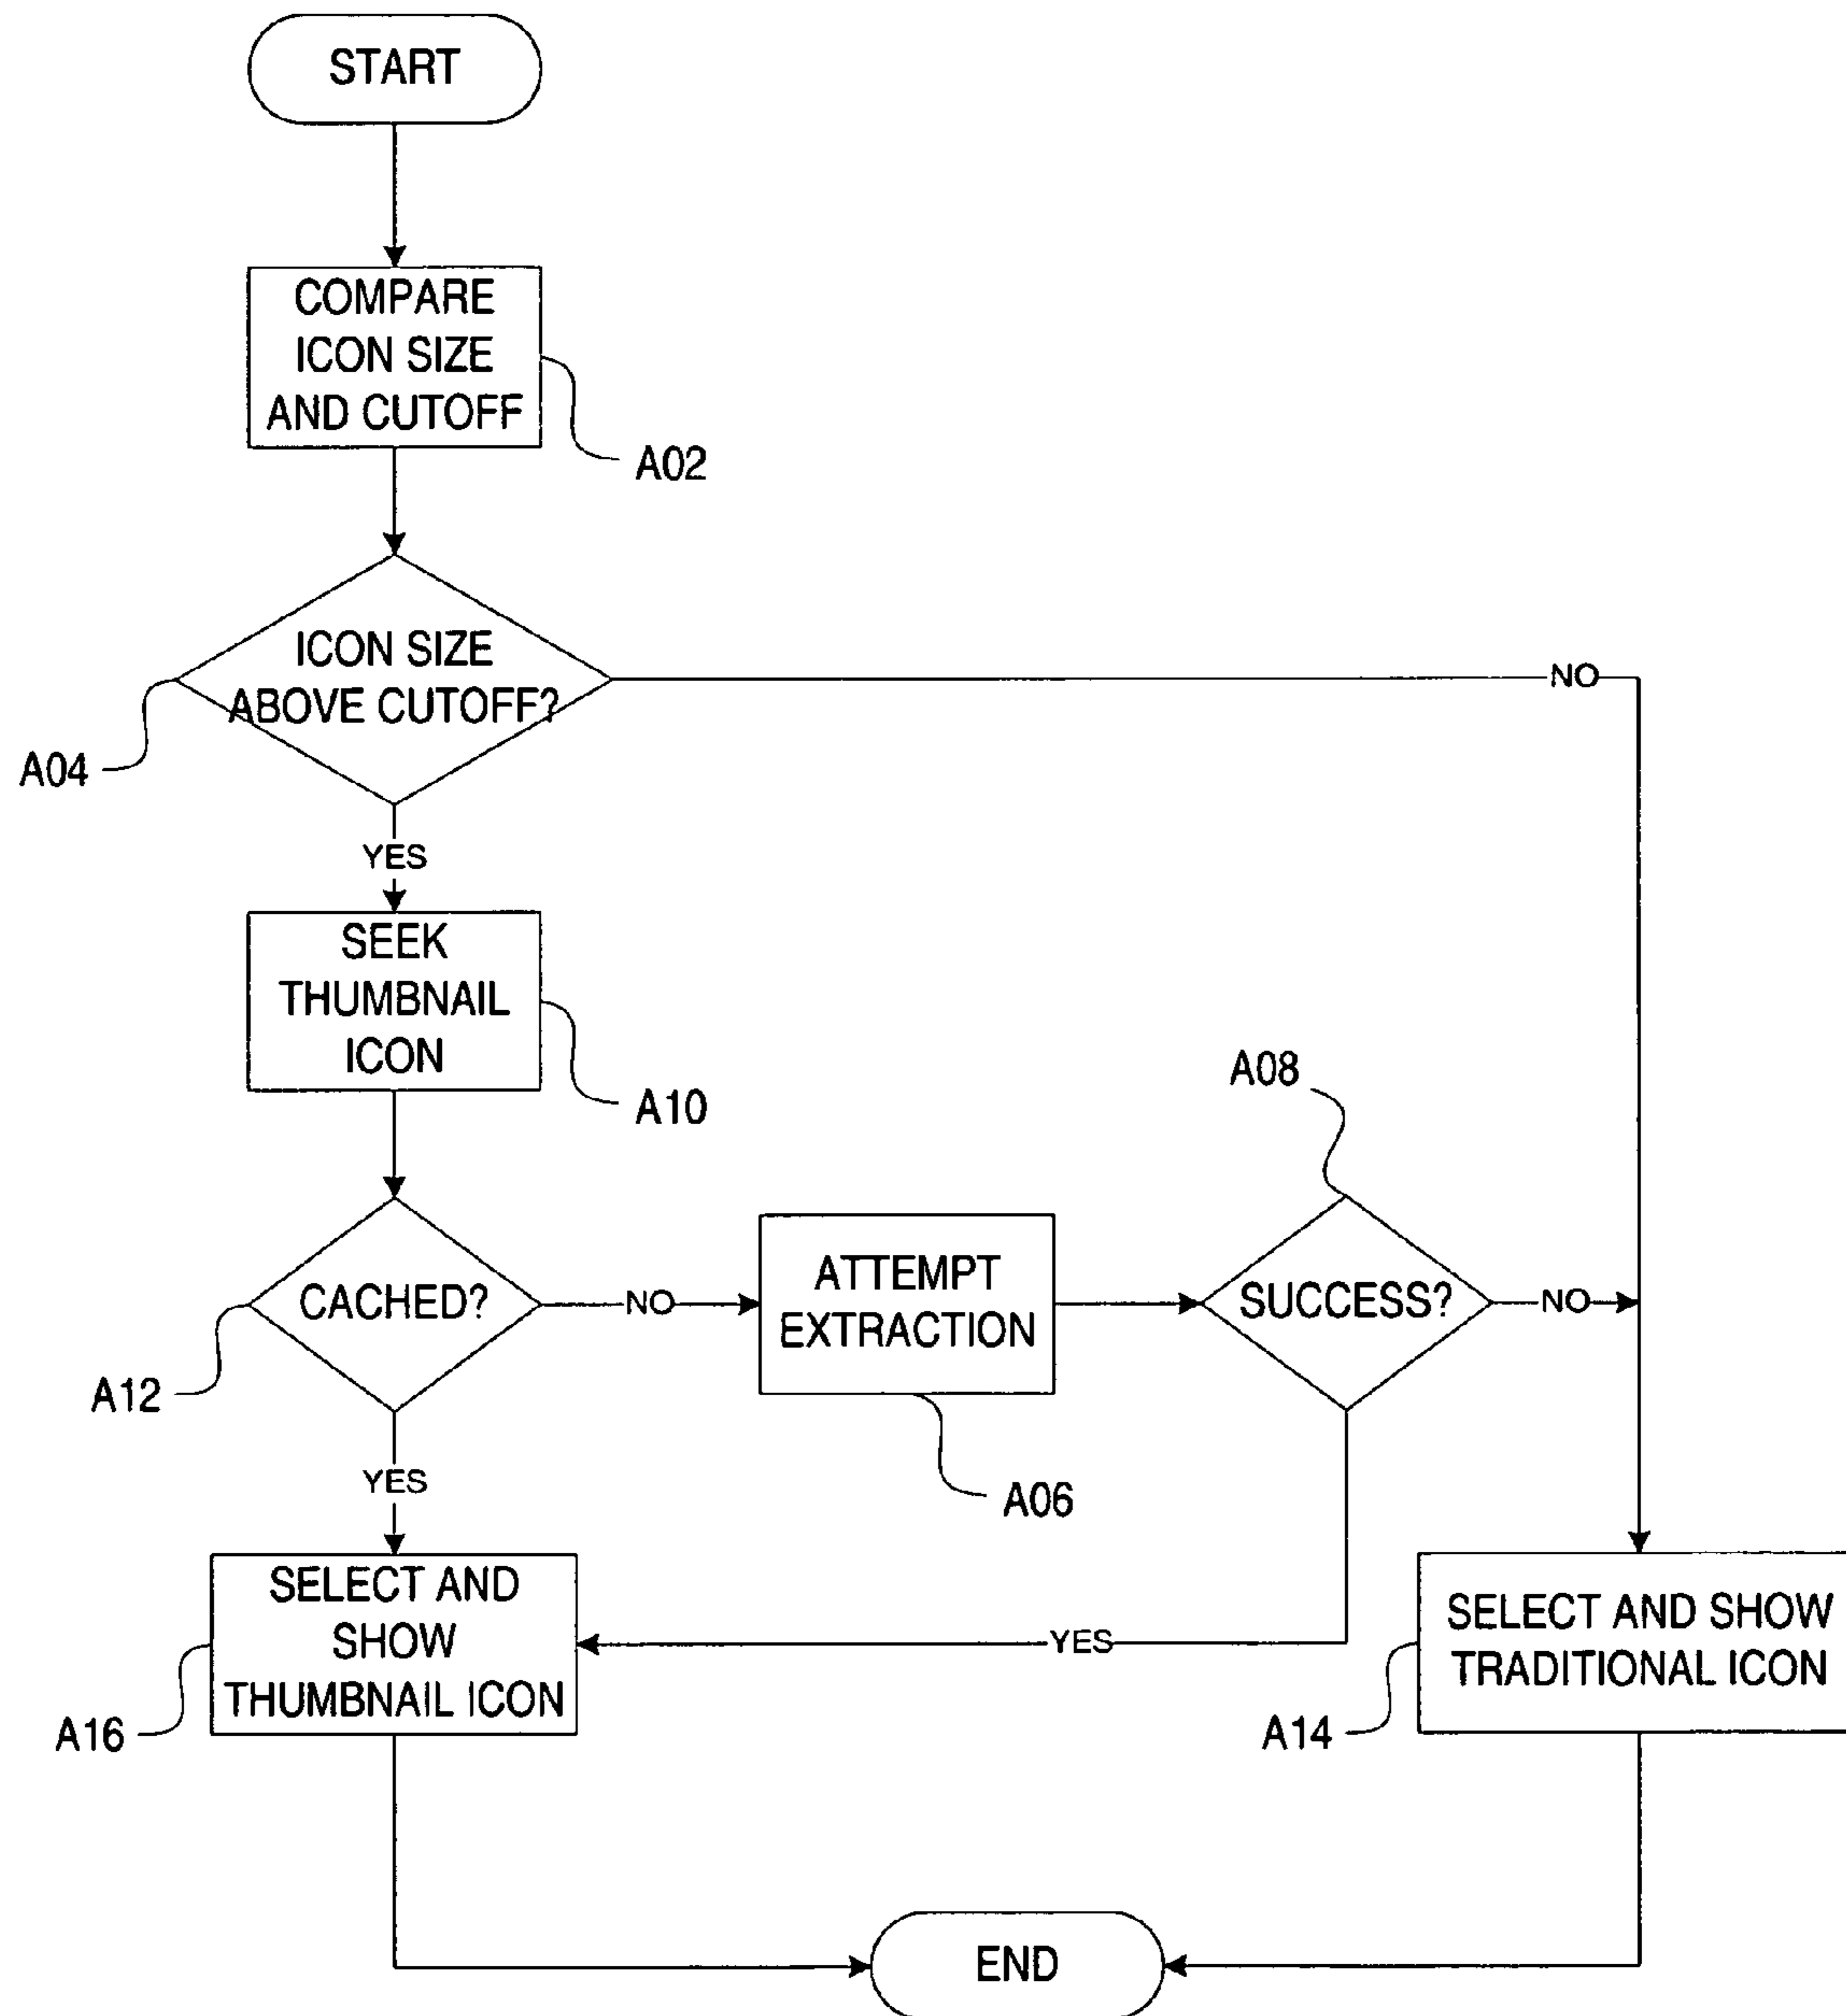 START
COMPARE
ICON SIZE
AND CUTOFF
A02
ICON SIZE
ABOVE CUTOFF?
NO
A04
YES
SEEK
THUMBNAIL
ICON
A10
A08
CACHED?
NO
ATTEMPT
EXTRACTION
SUCCESS?
NO
A12
YES
A06
SELECT AND
SHOW
THUMBNAIL ICON
YES
SELECT AND SHOW
TRADITIONAL ICON
A16
A14
END